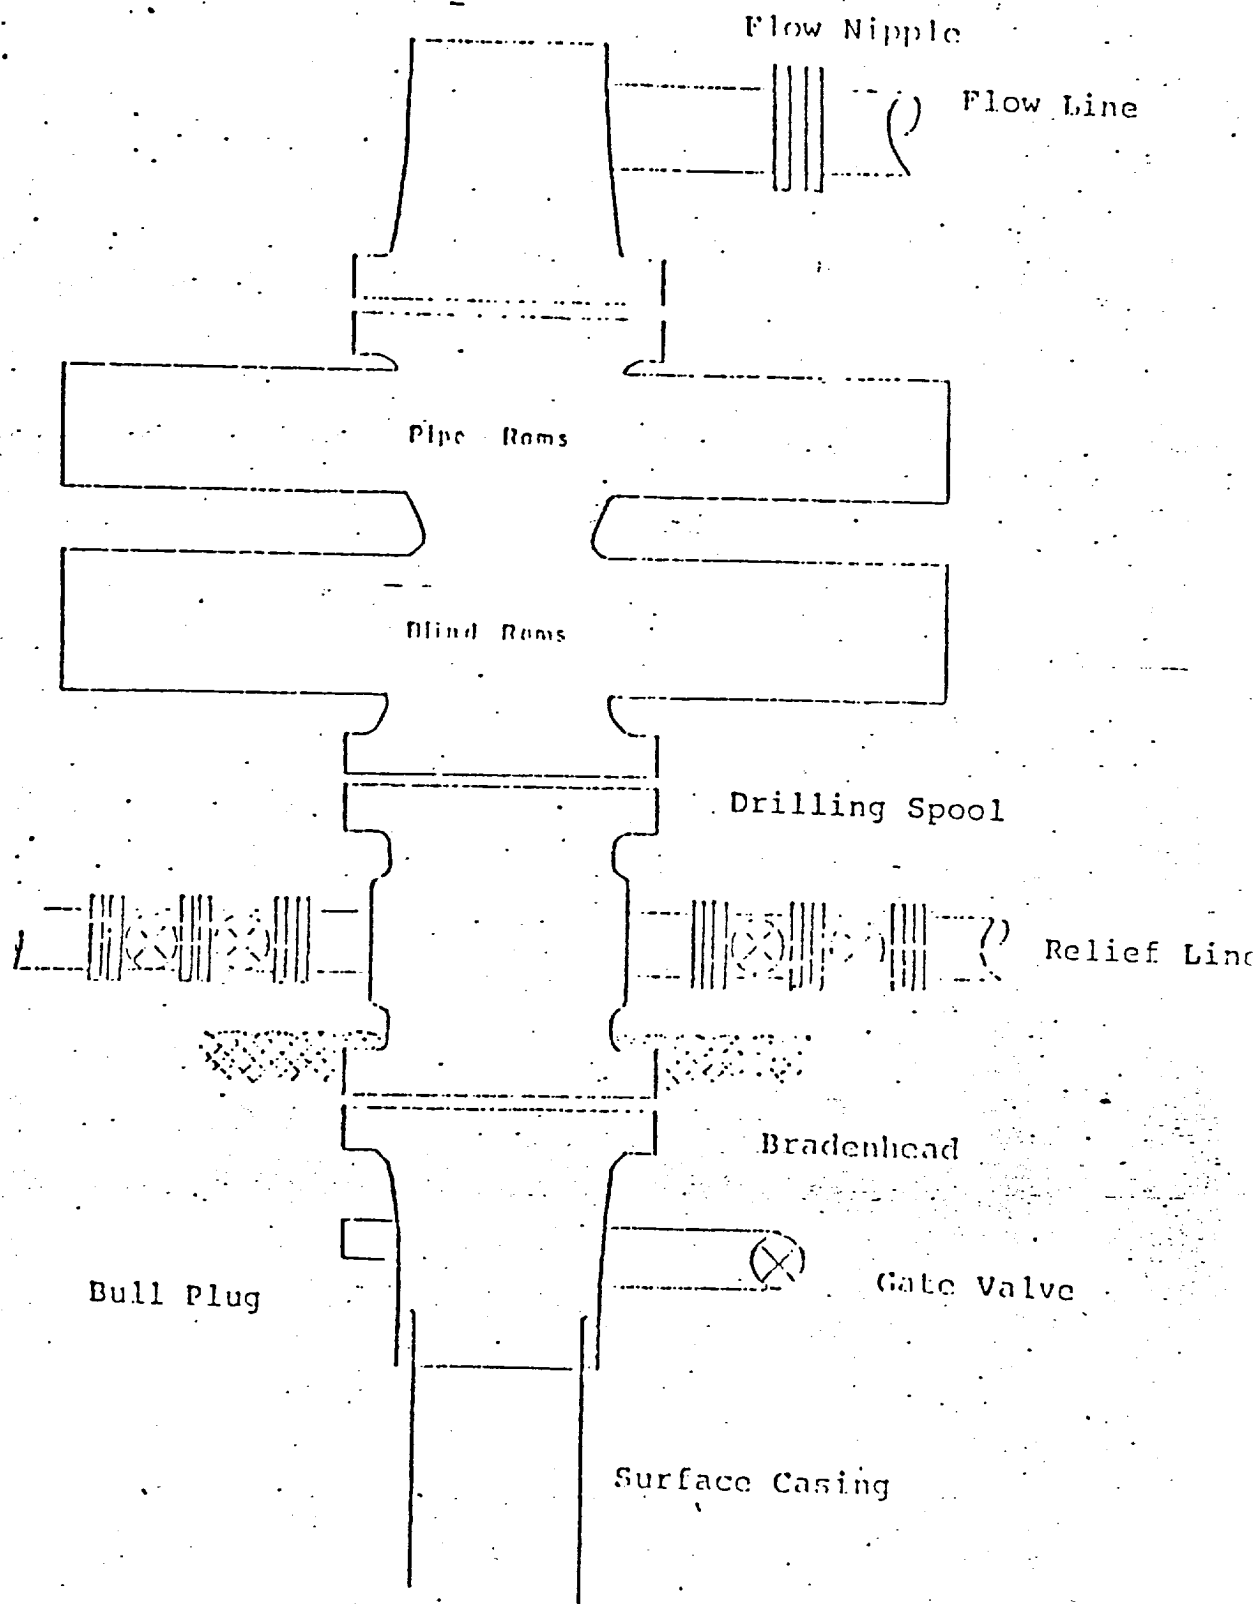 Flow Nipple
Flow Line
Pipe Rams
Blind Rams
Drilling Spool
Relief Line
Bradenhead
Bull Plug
Gate Valve
Surface Casing